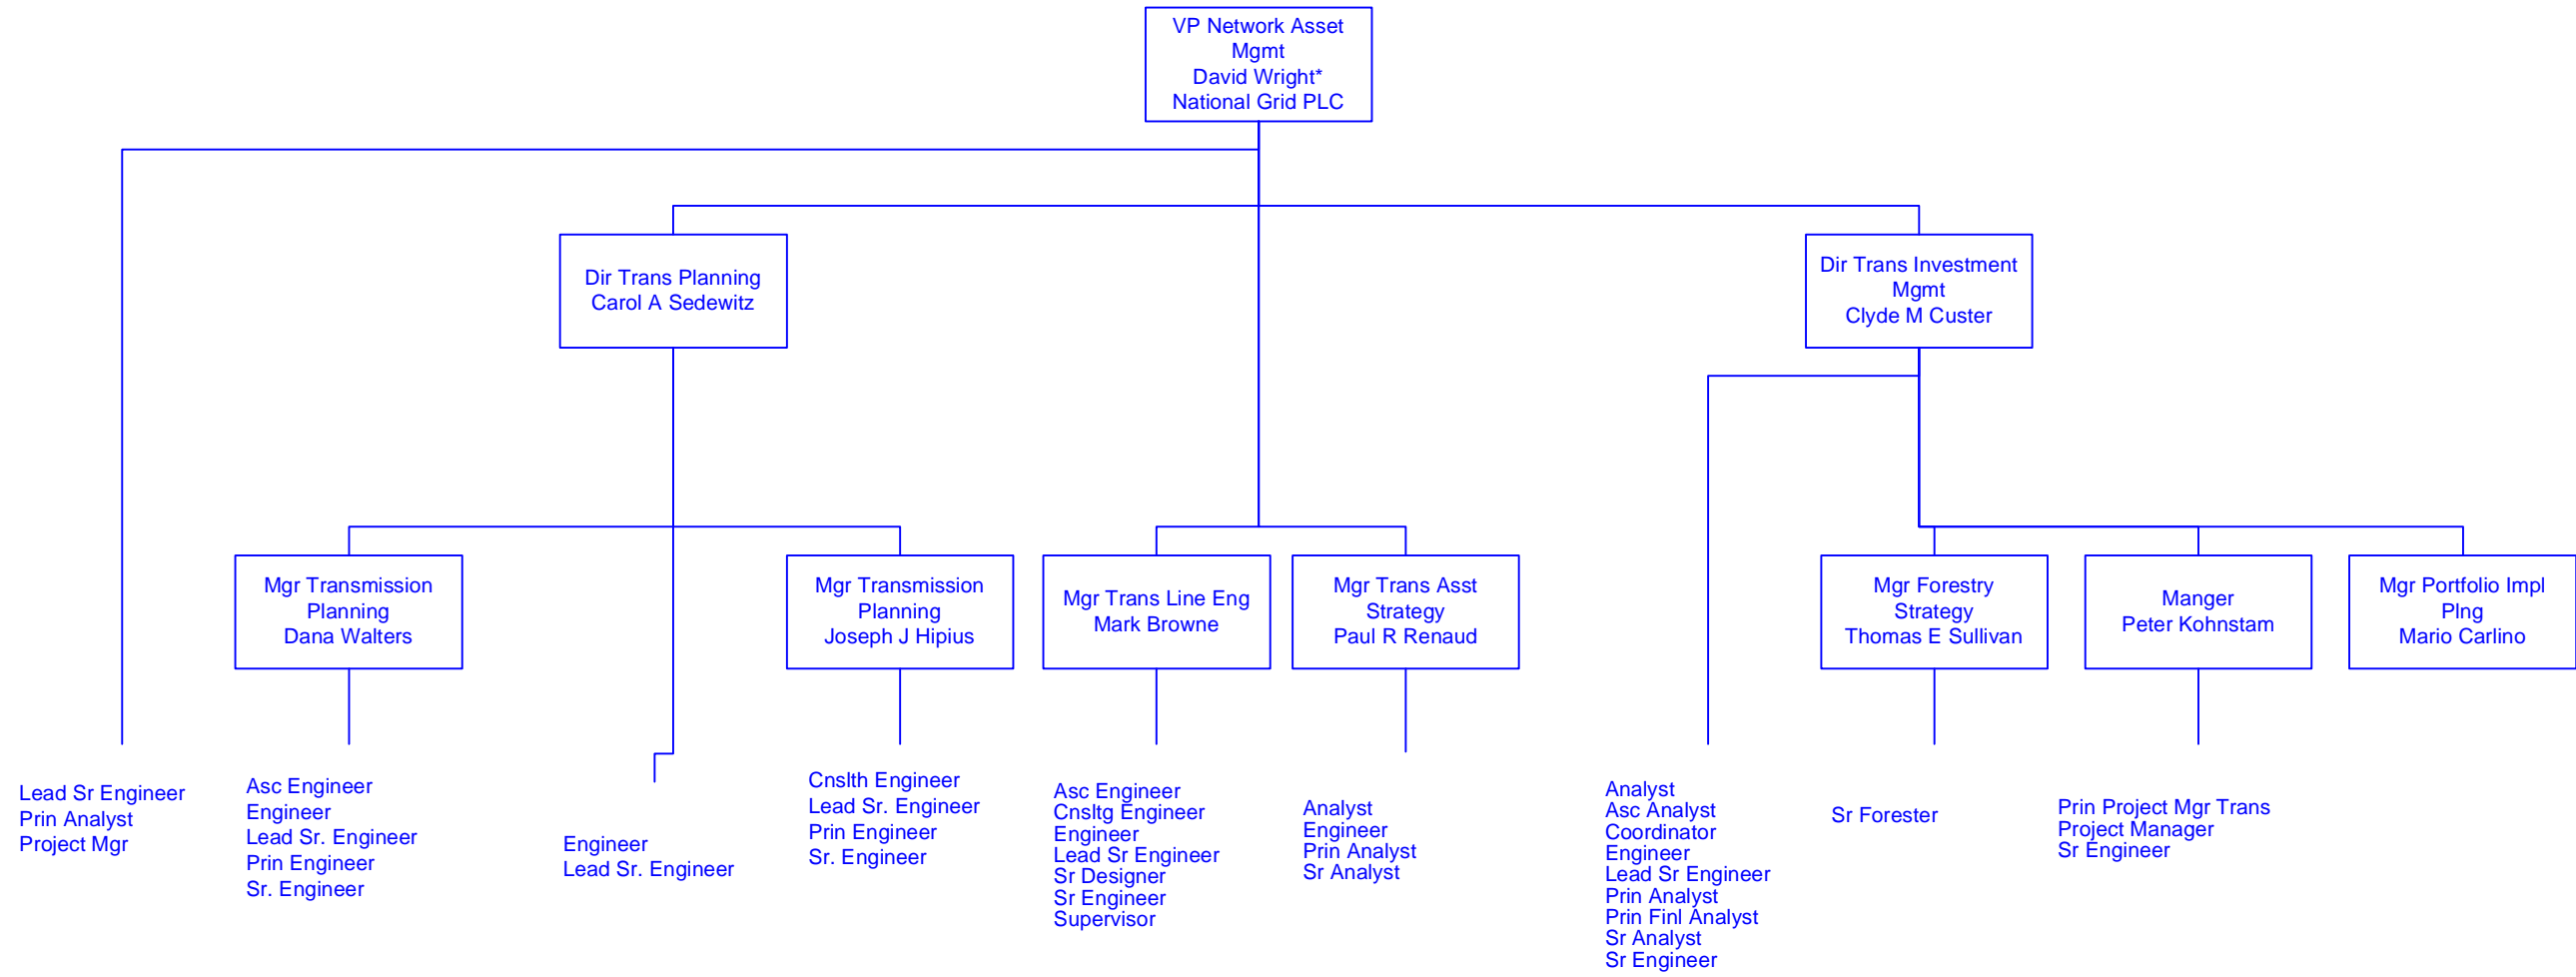 VP Network Asset
Mgmt
David Wright*
National Grid PLC
Dir Trans Planning
Carol A Sedewitz
Dir Trans Investment
Mgmt
Clyde M Custer
Mgr Transmission
Planning
Dana Walters
Mgr Transmission
Planning
Joseph J Hipius
Mgr Trans Line Eng
Mark Browne
Mgr Trans Asst
Strategy
Paul R Renaud
Mgr Forestry
Strategy
Thomas E Sullivan
Manger
Peter Kohnstam
Mgr Portfolio Impl
Plng
Mario Carlino
Lead Sr Engineer
Prin Analyst
Project Mgr
Asc Engineer
Engineer
Lead Sr. Engineer
Prin Engineer
Sr. Engineer
Engineer
Lead Sr. Engineer
Cnslth Engineer
Lead Sr. Engineer
Prin Engineer
Sr. Engineer
Asc Engineer
Cnsltg Engineer
Engineer
Lead Sr Engineer
Sr Designer
Sr Engineer
Supervisor
Analyst
Engineer
Prin Analyst
Sr Analyst
Analyst
Asc Analyst
Coordinator
Engineer
Lead Sr Engineer
Prin Analyst
Prin Finl Analyst
Sr Analyst
Sr Engineer
Sr Forester
Prin Project Mgr Trans
Project Manager
Sr Engineer